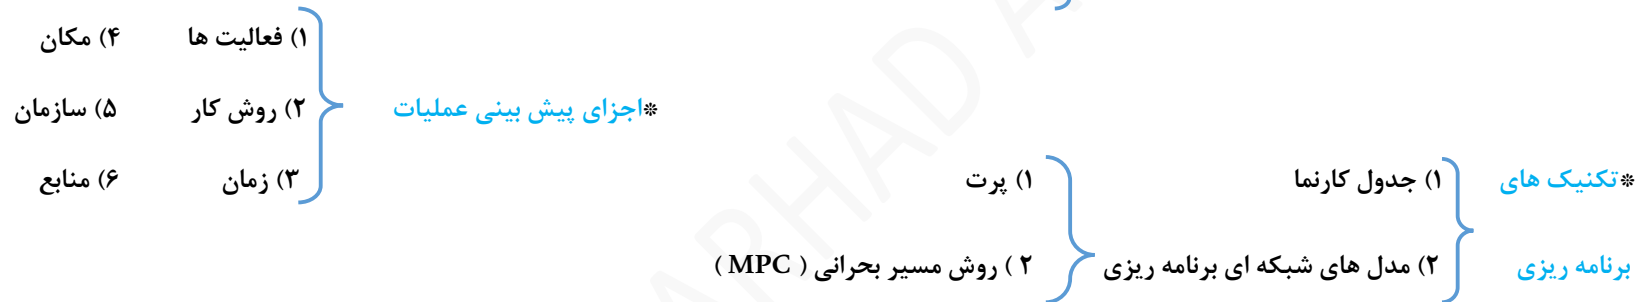 ۱) فعالیت ها ۴) مکان
*اجزای پیش بینی عملیات ۲) روش کار ۵) سازمان
۳) زمان ۶) منابع
*تکنیک های ۱) جدول کارنما ۱) پرت
برنامه ریزی ۲) مدل های شبکه ای برنامه ریزی ۲ ) روش مسیر بحرانی ( MPC )
ARHAD A